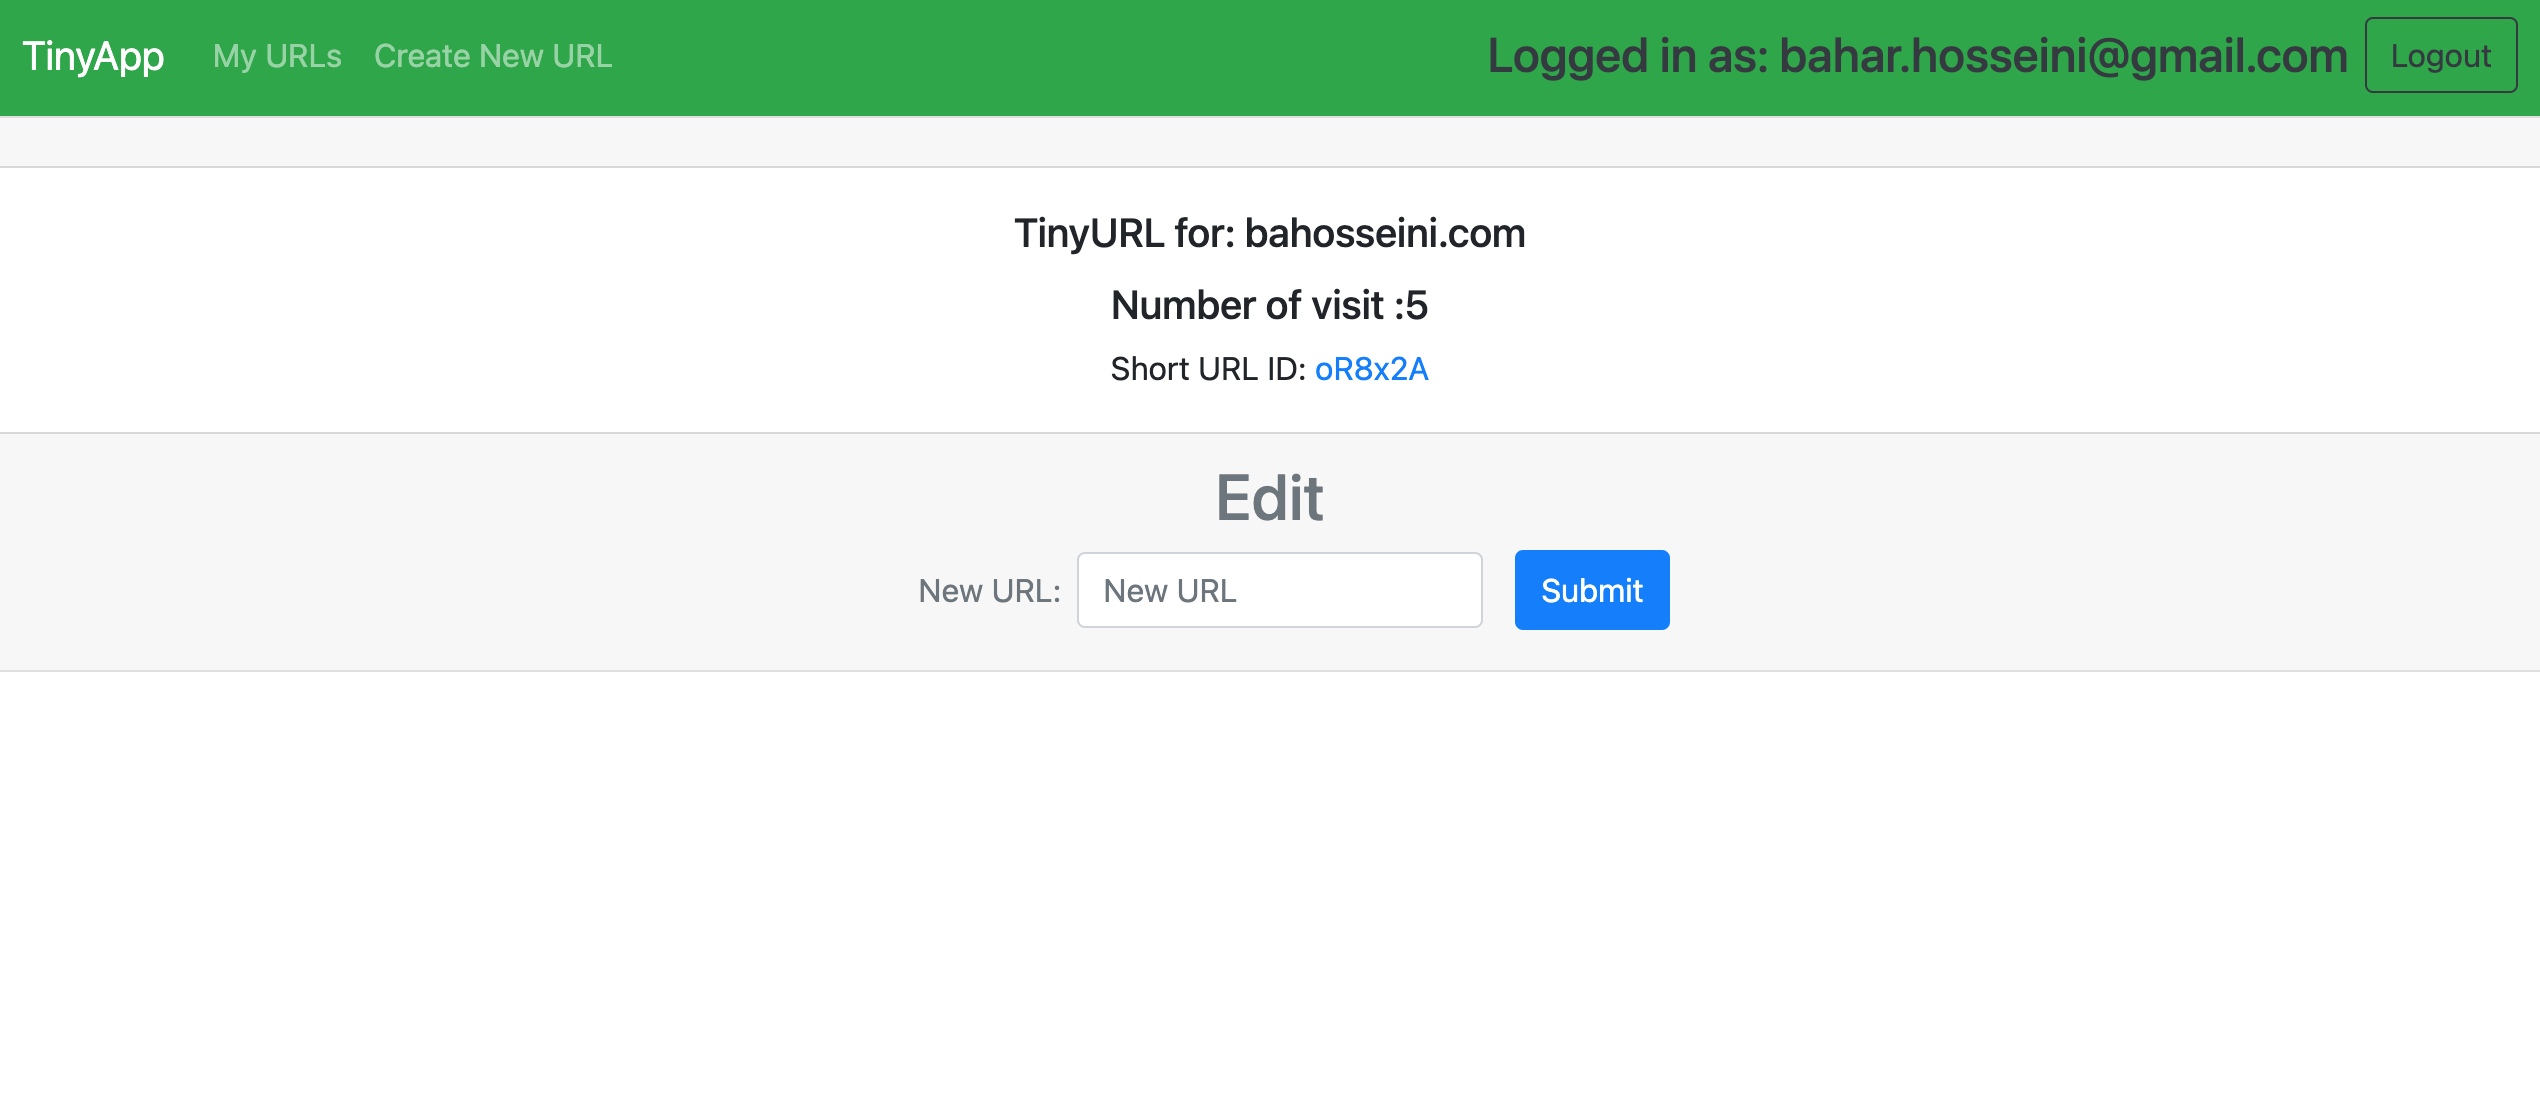 TinyApp My URLs Create New URL Logged in as: bahar.hosseini@gmail.com Logout
TinyURL for: bahosseini.com
Number of visit :5
Short URL ID: oR8x2A
Edit
New URL: New URL Submit